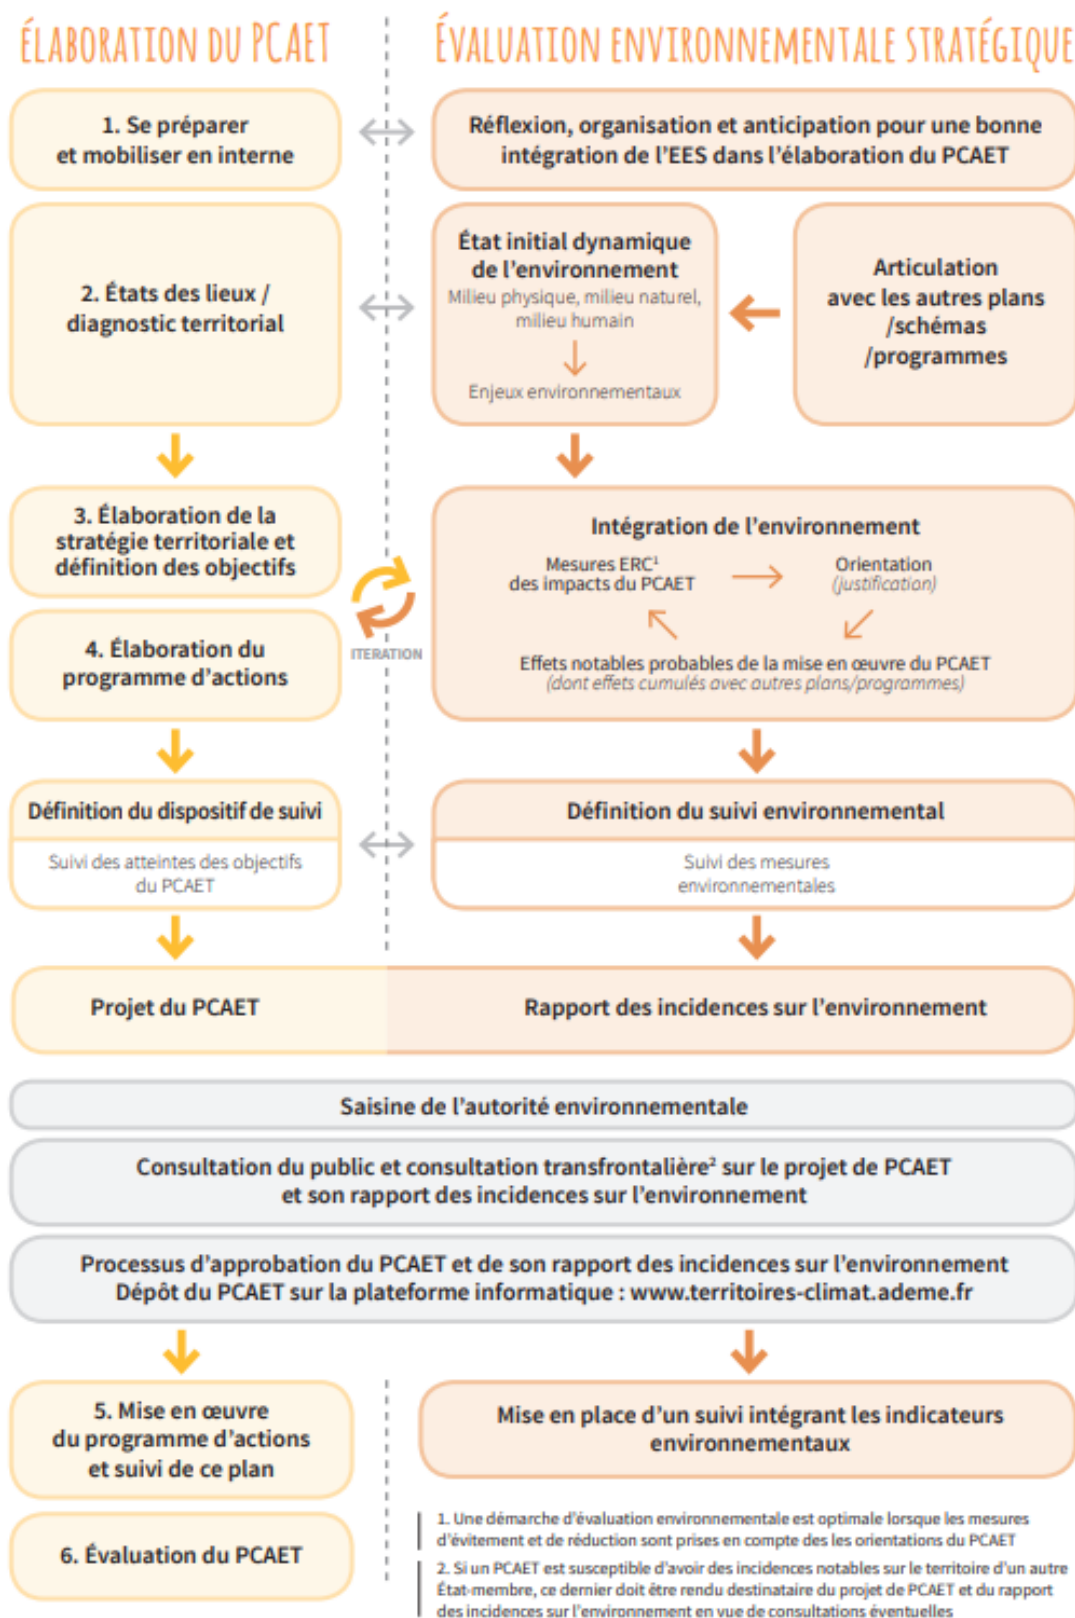 ÉLABORATION DU PCAET
ÉVALUATION ENVIRONNEMENTALE STRATÉGIQUE
1. Se préparer
et mobiliser en interne
Réflexion, organisation et anticipation pour une bonne
intégration de l'EES dans l'élaboration du PCAET
2. États des lieux /
diagnostic territorial
État initial dynamique
de l'environnement
Milieu physique, milieu naturel,
milieu humain
Enjeux environnementaux
Articulation
avec les autres plans
/schémas
/programmes
3. Élaboration de la
stratégie territoriale et
définition des objectifs
4. Élaboration du
programme d'actions
ITERATION
Intégration de l'environnement
Mesures ERC¹
des impacts du PCAET
Orientation
(justification)
Effets notables probables de la mise en œuvre du PCAET
(dont effets cumulés avec autres plans/programmes)
Définition du dispositif de suivi
Suivi des atteintes des objectifs
du PCAET
Définition du suivi environnemental
Suivi des mesures
environnementales
Projet du PCAET
Rapport des incidences sur l'environnement
Saisine de l'autorité environnementale
Consultation du public et consultation transfrontalière² sur le projet de PCAET
et son rapport des incidences sur l'environnement
Processus d'approbation du PCAET et de son rapport des incidences sur l'environnement
Dépôt du PCAET sur la plateforme informatique : www.territoires-climat.ademe.fr
5. Mise en œuvre
du programme d'actions
et suivi de ce plan
Mise en place d'un suivi intégrant les indicateurs
environnementaux
6. Évaluation du PCAET
1. Une démarche d'évaluation environnementale est optimale lorsque les mesures
d'évitement et de réduction sont prises en compte des les orientations du PCAET
2. Si un PCAET est susceptible d'avoir des incidences notables sur le territoire d'un autre
État-membre, ce dernier doit être rendu destinataire du projet de PCAET et du rapport
des incidences sur l'environnement en vue de consultations éventuelles